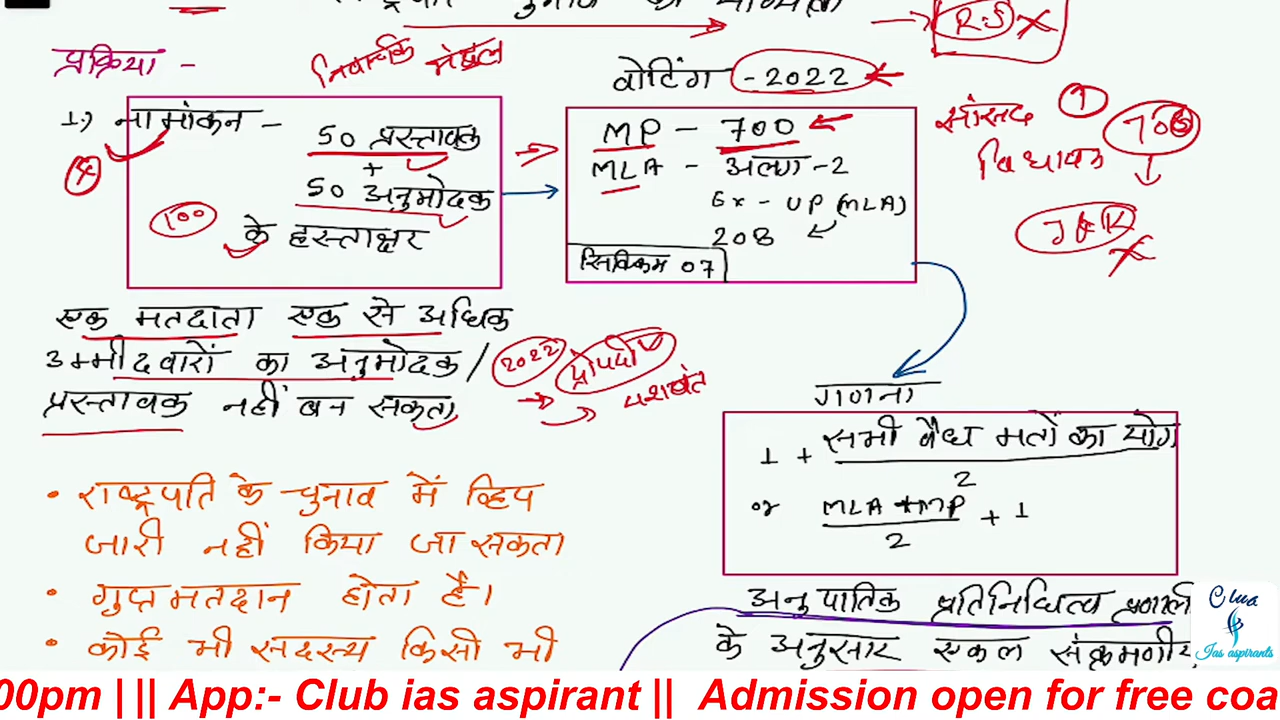 राष्ट्रपति चुनाव की योग्यता
R.S
प्रक्रिया -
निर्वाचक मंडल
वोटिंग - 2022
1) नामांकन -
4
50 प्रस्तावक
+
50 अनुमोदक
100
के हस्ताक्षर
MP - 700
MLA - अलग - 2
Ex - UP (MLA)
208
सिक्किम 07
सांसद 1
विधायक
700
J&K
एक मतदाता एक से अधिक
उम्मीदवारों का अनुमोदक /
प्रस्तावक नहीं बन सकता
2022
द्रोपदी
यशवंत
गणना
1 + सभी वैध मतों का योग
2
or MLA + MP + 1
2
• राष्ट्रपति के चुनाव में व्हिप
जारी नहीं किया जा सकता
• गुप्त मतदान होता है।
• कोई भी सदस्य किसी भी
अनुपातिक प्रतिनिधित्व प्रणाली
के अनुसार एकल संक्रमणीय
Club
Ias aspirants
00pm | || App:- Club ias aspirant || Admission open for free coa